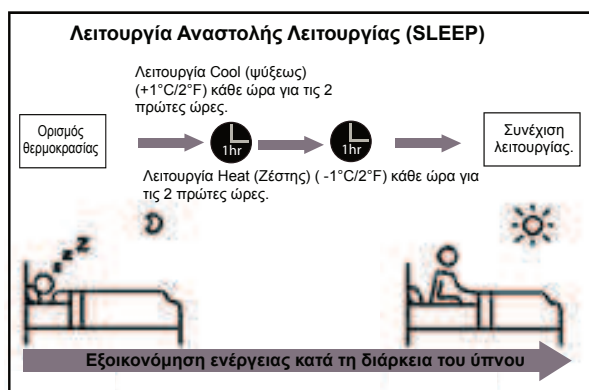 Λειτουργία Αναστολής Λειτουργίας (SLEEP)
Λειτουργία Cool (ψύξεως)
(+1°C/2°F) κάθε ώρα για τις 2
πρώτες ώρες.
Ορισμός
θερμοκρασίας
1hr
1hr
Συνέχιση
λειτουργίας.
Λειτουργία Heat (Ζέστης) ( -1°C/2°F) κάθε ώρα για
τις 2 πρώτες ώρες.
z z Z
Εξοικονόμηση ενέργειας κατά τη διάρκεια του ύπνου